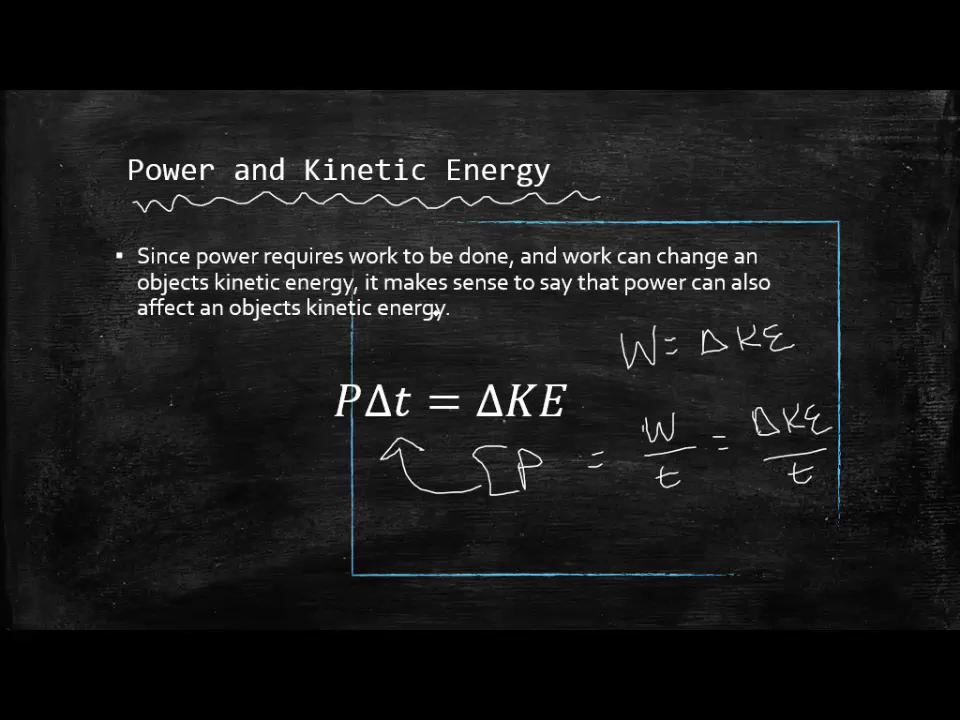 Power and Kinetic Energy
▪ Since power requires work to be done, and work can change an
objects kinetic energy, it makes sense to say that power can also
affect an objects kinetic energy.
W = ΔKE
PΔt = ΔKE
P = W/t = ΔKE/t